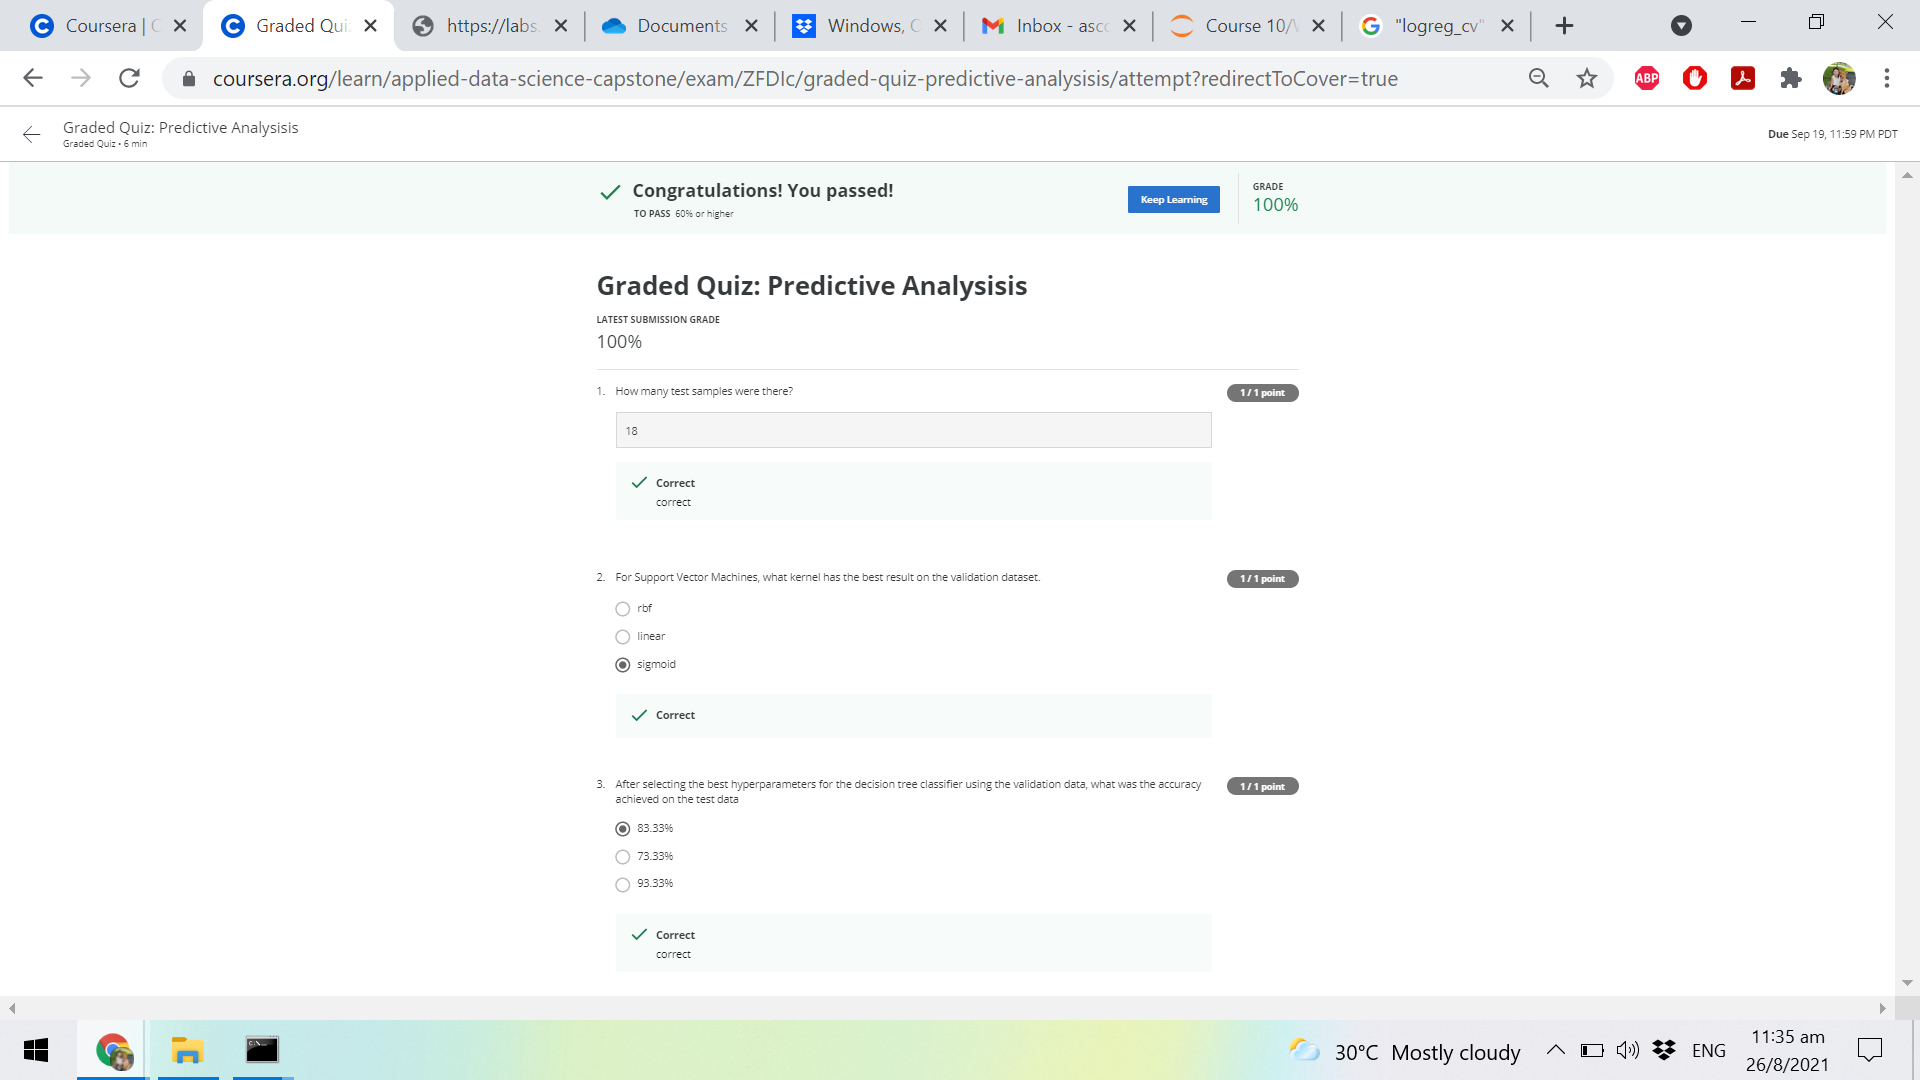 Coursera | C
Graded Qui
https://labs.
Documents
Windows, C
Inbox - asco
Course 10/
"logreg_cv"
coursera.org/learn/applied-data-science-capstone/exam/ZFDIc/graded-quiz-predictive-analysisis/attempt?redirectToCover=true
ABP
Graded Quiz: Predictive Analysisis
Graded Quiz • 6 min
Due Sep 19, 11:59 PM PDT
Congratulations! You passed!
TO PASS 60% or higher
Keep Learning
GRADE
100%
Graded Quiz: Predictive Analysisis
LATEST SUBMISSION GRADE
100%
1. How many test samples were there?
1 / 1 point
18
Correct
correct
2. For Support Vector Machines, what kernel has the best result on the validation dataset.
1 / 1 point
rbf
linear
sigmoid
Correct
3. After selecting the best hyperparameters for the decision tree classifier using the validation data, what was the accuracy
achieved on the test data
1 / 1 point
83.33%
73.33%
93.33%
Correct
correct
30°C Mostly cloudy
ENG
11:35 am
26/8/2021